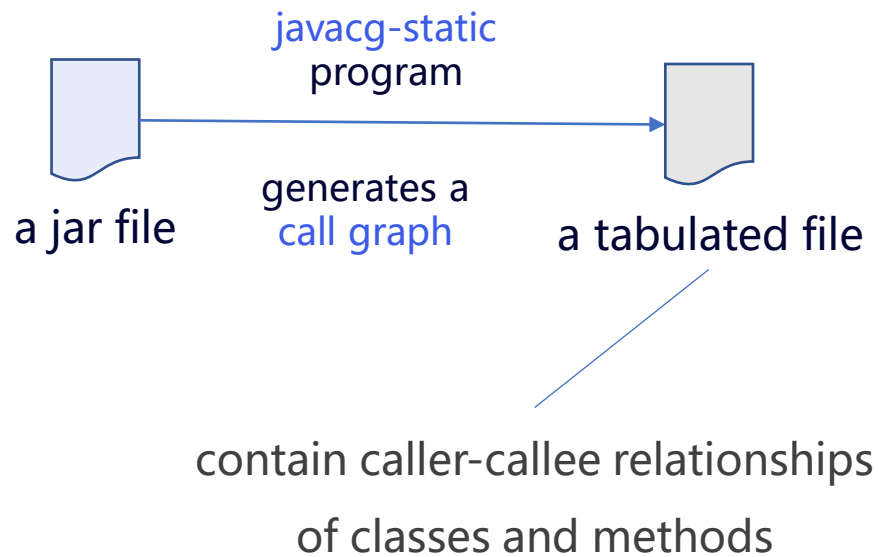 javacg-static
program
generates a
call graph
a jar file
a tabulated file
contain caller-callee relationships
of classes and methods